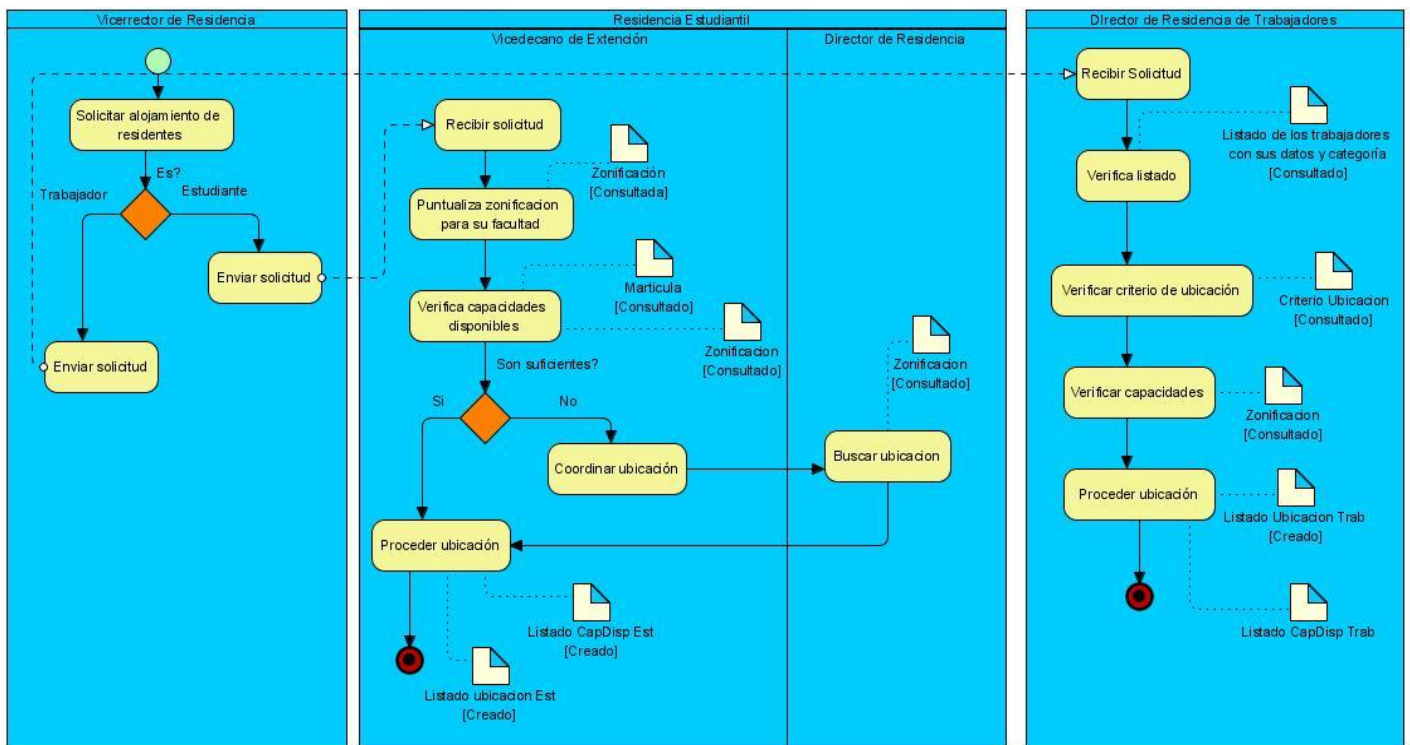 Vicerrector de Residencia
Solicitar alojamiento de
residentes
Es?
Trabajador
Estudiante
Enviar solicitud
Enviar solicitud
Residencia Estudiantil
Vicedecano de Extención
Director de Residencia
Recibir solicitud
Zonificación
[Consultada]
Puntualiza zonificacion
para su facultad
Marticula
[Consultado]
Verifica capacidades
disponibles
Zonificacion
[Consultado]
Son suficientes?
Si
No
Coordinar ubicación
Zonificacion
[Consultado]
Buscar ubicacion
Proceder ubicación
Listado CapDisp Est
[Creado]
Listado ubicacion Est
[Creado]
DIrector de Residencia de Trabajadores
Recibir Solicitud
Listado de los trabajadores
con sus datos y categoría
[Consultado]
Verifica listado
Verificar criterio de ubicación
Criterio Ubicacion
[Consultado]
Verificar capacidades
Zonificacion
[Consultado]
Proceder ubicación
Listado Ubicacion Trab
[Creado]
Listado CapDisp Trab